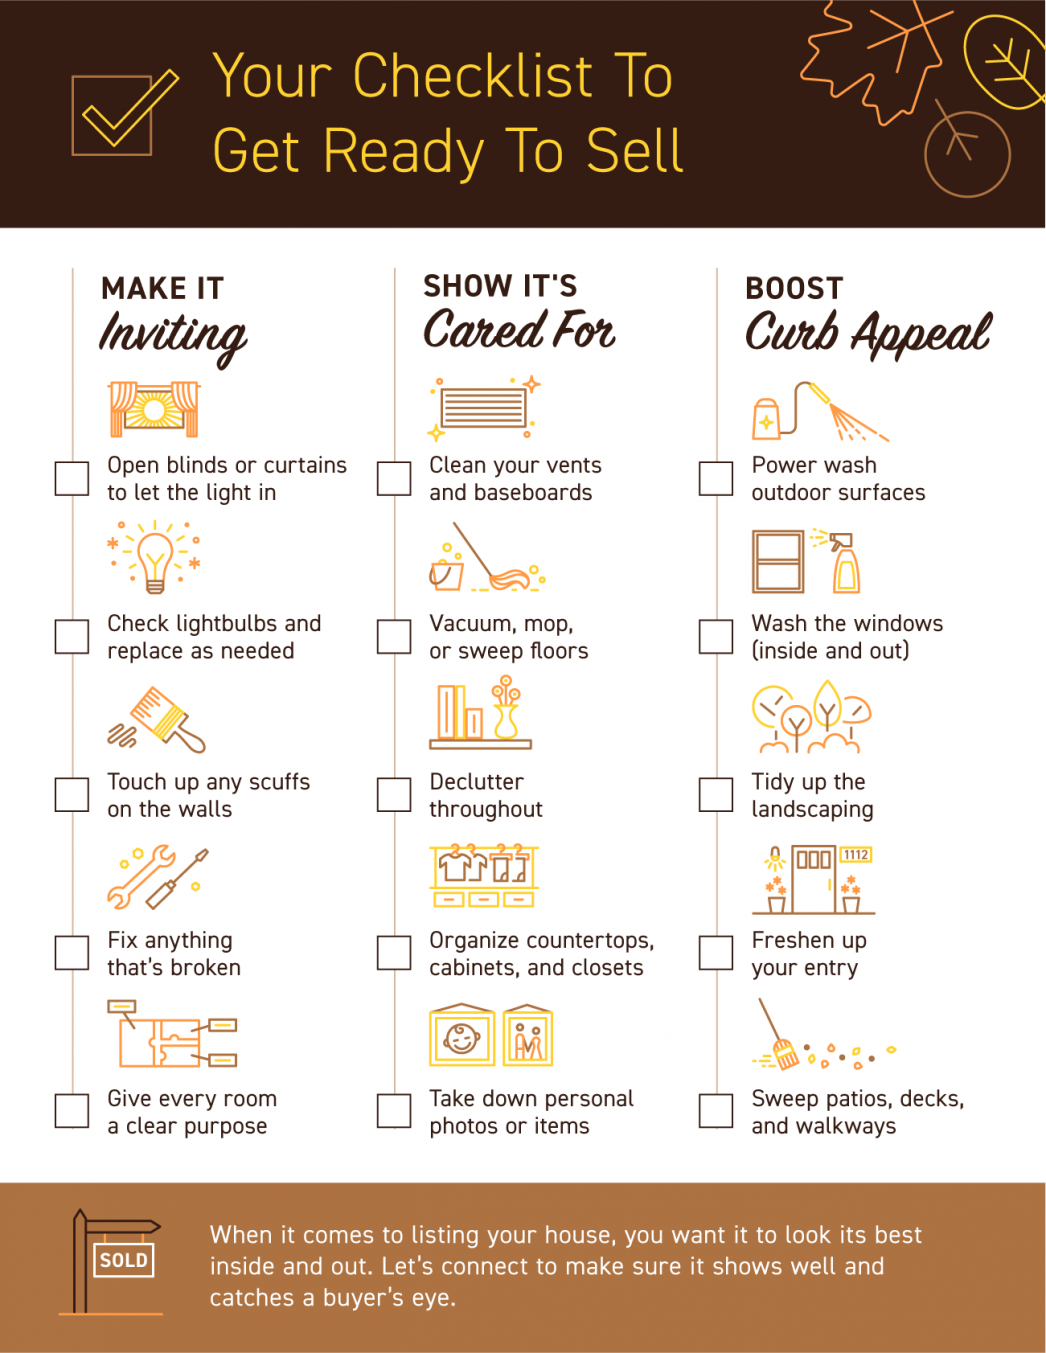 Your Checklist To
Get Ready To Sell
MAKE IT
Inviting
Open blinds or curtains
to let the light in
Check lightbulbs and
replace as needed
Touch up any scuffs
on the walls
Fix anything
that's broken
Give every room
a clear purpose
SHOW IT'S
Cared For
Clean your vents
and baseboards
Vacuum, mop,
or sweep floors
Declutter
throughout
Organize countertops,
cabinets, and closets
Take down personal
photos or items
BOOST
Curb Appeal
Power wash
outdoor surfaces
Wash the windows
(inside and out)
Tidy up the
landscaping
1112
Freshen up
your entry
Sweep patios, decks,
and walkways
SOLD
When it comes to listing your house, you want it to look its best
inside and out. Let's connect to make sure it shows well and
catches a buyer's eye.